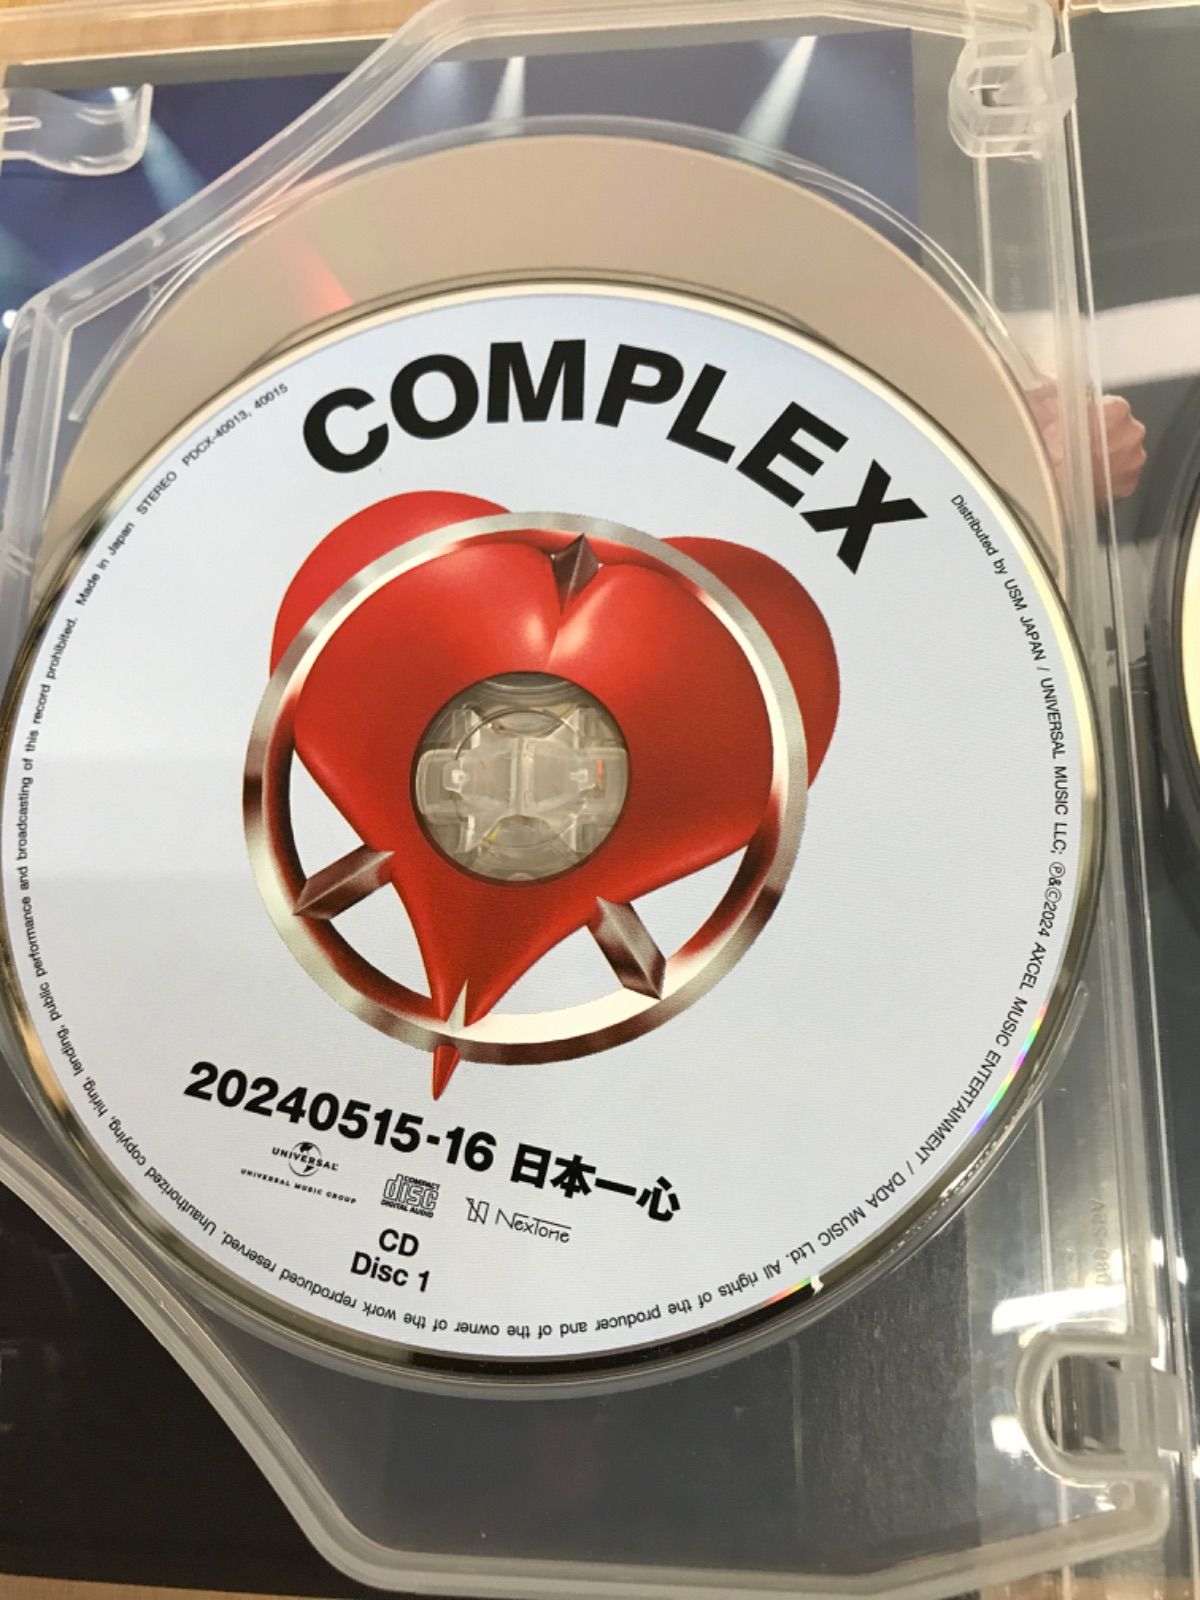 COMPLEX
STEREO PDCX-40013, 40015
Distributed by USM JAPAN / UNIVERSAL MUSIC LLC; ℗&©2024 AXCEL MUSIC ENTERTAINMENT / DADA MUSIC Ltd. All rights of the producer and of the owner of the work reproduced reserved. Unauthorized copying, hiring, lending, public performance and broadcasting of this record prohibited. Made in Japan
20240515-16 日本一心
UNIVERSAL
UNIVERSAL MUSIC GROUP
COMPACT
disc
DIGITAL AUDIO
NexTone
CD
Disc 1